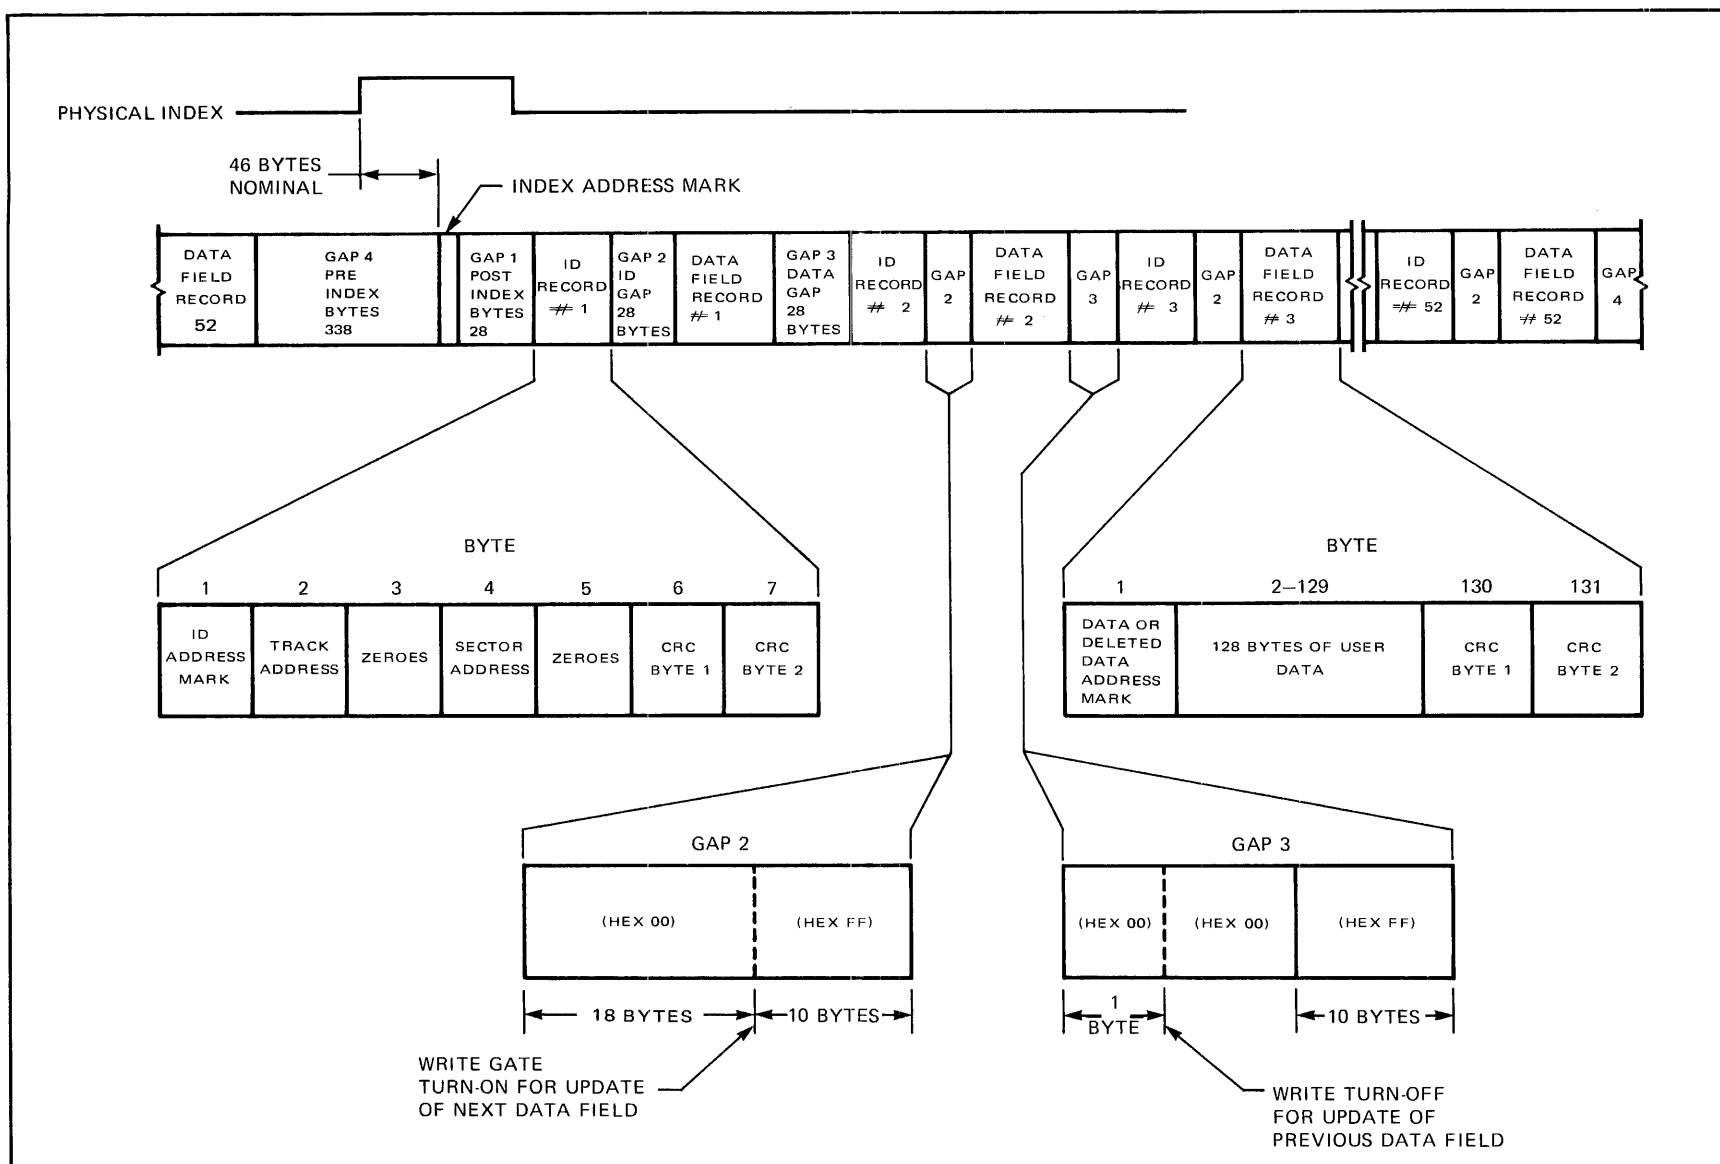 PHYSICAL INDEX
46 BYTES
NOMINAL
INDEX ADDRESS MARK
DATA
FIELD
RECORD
52
GAP 4
PRE
INDEX
BYTES
338
GAP 1
POST
INDEX
BYTES
28
ID
RECORD
# 1
GAP 2
ID
GAP
28
BYTES
DATA
FIELD
RECORD
# 1
GAP 3
DATA
GAP
28
BYTES
ID
RECORD
# 2
GAP
2
DATA
FIELD
RECORD
# 2
GAP
3
ID
RECORD
# 3
GAP
2
DATA
FIELD
RECORD
# 3
ID
RECORD
# 52
GAP
2
DATA
FIELD
RECORD
# 52
GAP
4
BYTE
1 2 3 4 5 6 7
ID
ADDRESS
MARK
TRACK
ADDRESS
ZEROES
SECTOR
ADDRESS
ZEROES
CRC
BYTE 1
CRC
BYTE 2
BYTE
1 2–129 130 131
DATA OR
DELETED
DATA
ADDRESS
MARK
128 BYTES OF USER
DATA
CRC
BYTE 1
CRC
BYTE 2
GAP 2
(HEX 00) (HEX FF)
18 BYTES 10 BYTES
WRITE GATE
TURN-ON FOR UPDATE
OF NEXT DATA FIELD
GAP 3
(HEX 00) (HEX 00) (HEX FF)
1
BYTE
10 BYTES
WRITE TURN-OFF
FOR UPDATE OF
PREVIOUS DATA FIELD